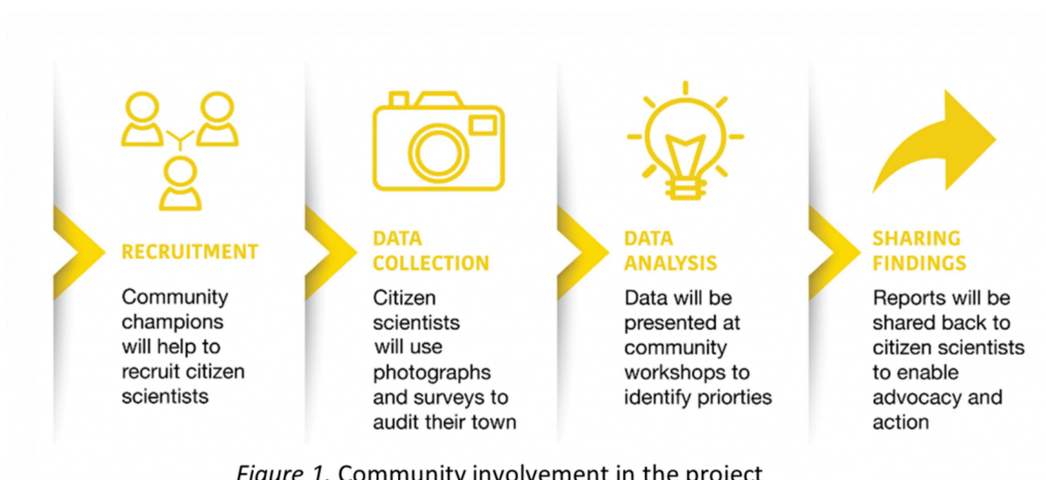 RECRUITMENT
Community
champions
will help to
recruit citizen
scientists
DATA
COLLECTION
Citizen
scientists
will use
photographs
and surveys to
audit their town
DATA
ANALYSIS
Data will be
presented at
community
workshops to
identify priorties
SHARING
FINDINGS
Reports will be
shared back to
citizen scientists
to enable
advocacy and
action
Figure 1. Community involvement in the project